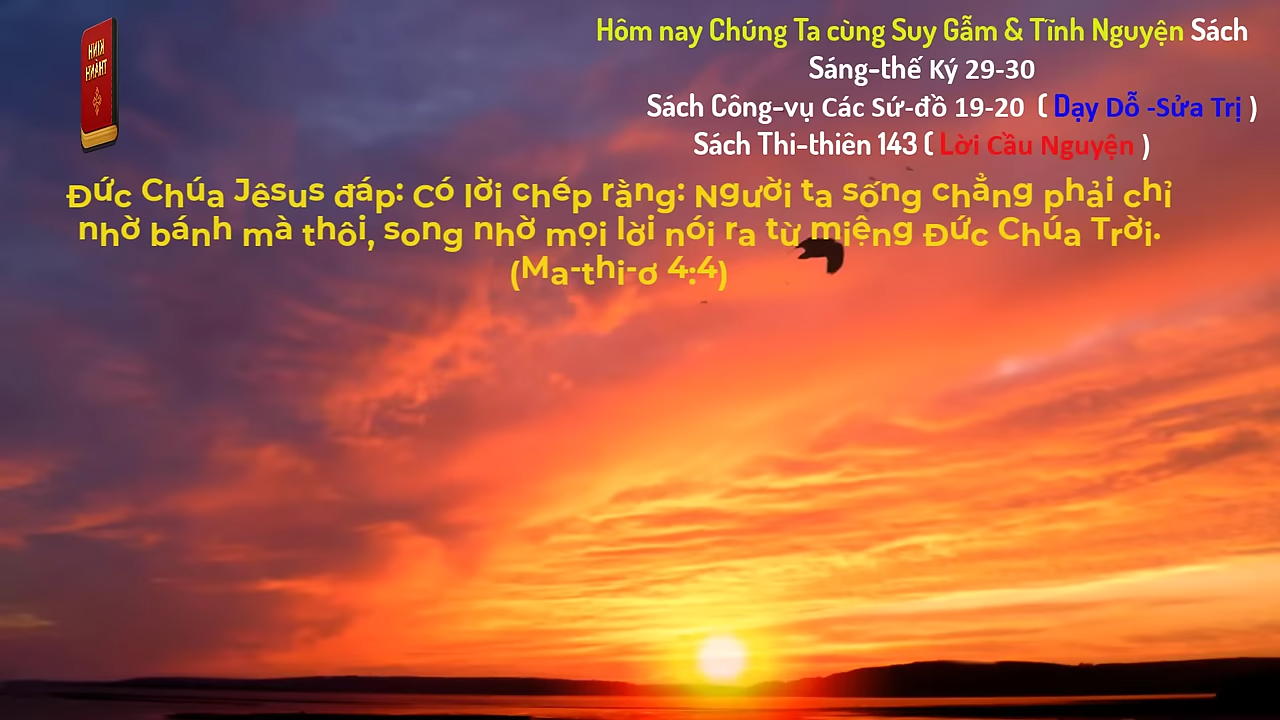 KINH
THÁNH
Hôm nay Chúng Ta cùng Suy Gẫm & Tĩnh Nguyện Sách
Sáng-thế Ký 29-30
Sách Công-vụ Các Sứ-đồ 19-20 ( Dạy Dỗ -Sửa Trị )
Sách Thi-thiên 143 ( Lời Cầu Nguyện )
Đức Chúa Jêsus đáp: Có lời chép rằng: Người ta sống chẳng phải chỉ
nhờ bánh mà thôi, song nhờ mọi lời nói ra từ miệng Đức Chúa Trời.
(Ma-thi-ơ 4:4)